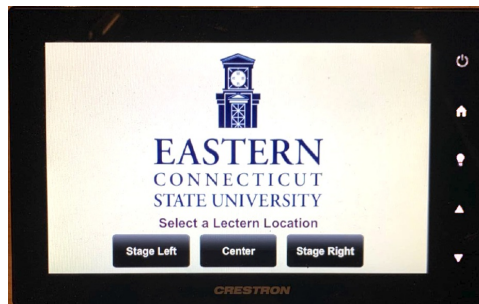 EASTERN
CONNECTICUT
STATE UNIVERSITY
Select a Lectern Location
Stage Left Center Stage Right
CRESTRON